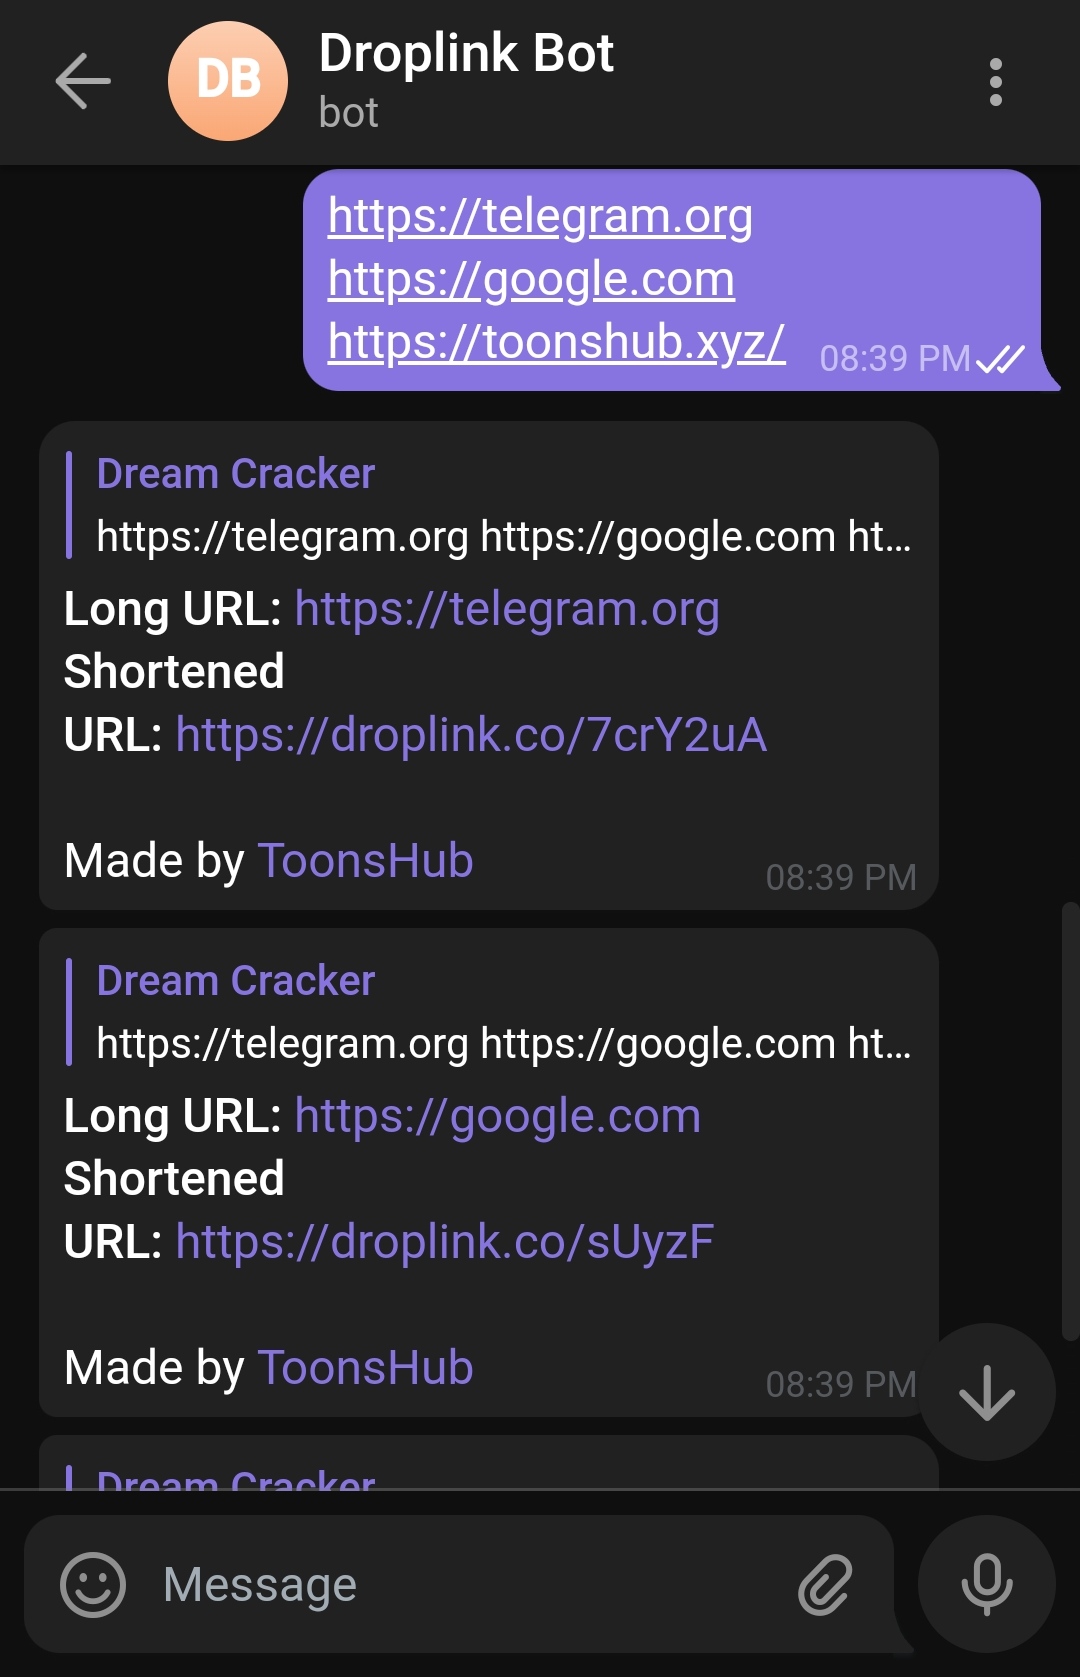 DB
Droplink Bot
bot
https://telegram.org
https://google.com
https://toonshub.xyz/
08:39 PM
Dream Cracker
https://telegram.org https://google.com ht...
Long URL: https://telegram.org
Shortened
URL: https://droplink.co/7crY2uA
Made by ToonsHub
08:39 PM
Dream Cracker
https://telegram.org https://google.com ht...
Long URL: https://google.com
Shortened
URL: https://droplink.co/sUyzF
Made by ToonsHub
08:39 PM
Dream Cracker
Message